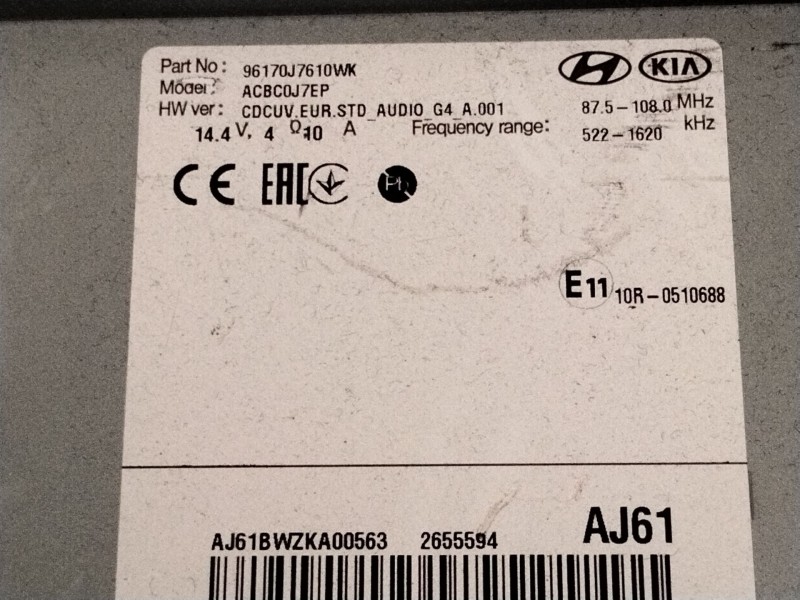 Part No : 96170J7610WK KIA
Model : ACBC0J7EP
HW ver : CDCUV.EUR.STD_AUDIO_G4_A.001 87.5-108.0 MHz
14.4 V, 4 Ω 10 A Frequency range: 522-1620 kHz
CE EAC Pb
E11 10R-0510688
AJ61
AJ61BWZKA00563 2655594